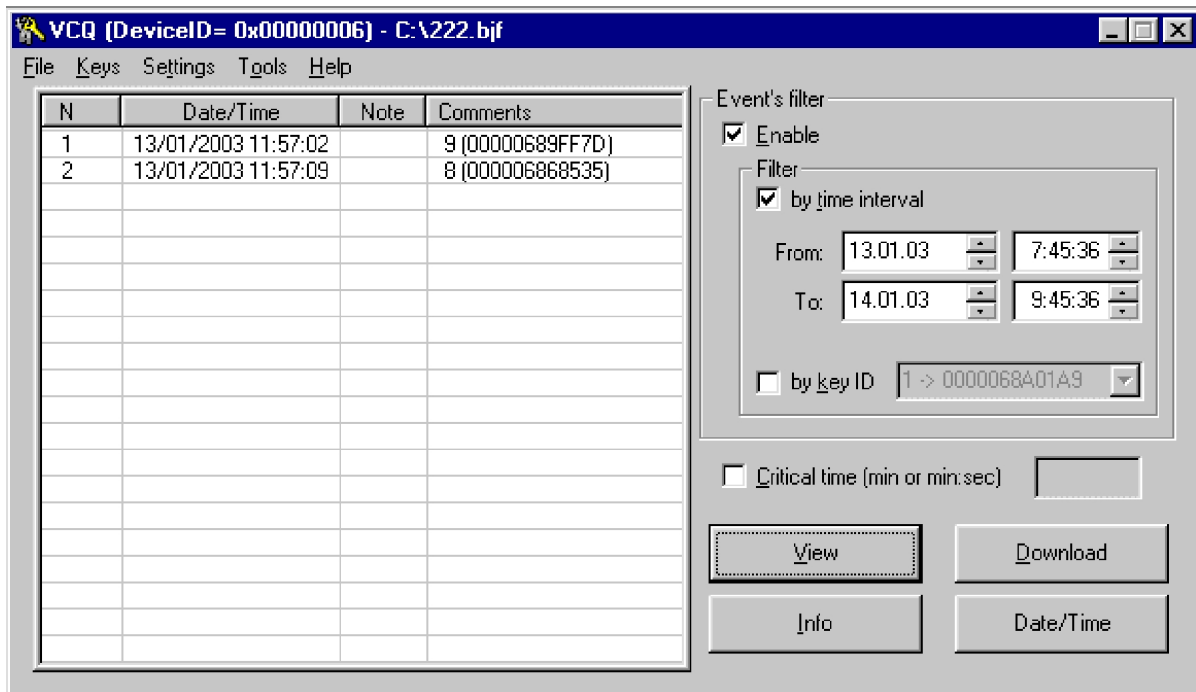 VCQ (DeviceID= 0x00000006) - C:\222.bjf
File Keys Settings Tools Help
N Date/Time Note Comments
1 13/01/2003 11:57:02 9 (00000689FF7D)
2 13/01/2003 11:57:09 8 (000006868535)
Event's filter
Enable
Filter
by time interval
From: 13.01.03 7:45:36
To: 14.01.03 9:45:36
by key ID 1 -> 0000068A01A9
Critical time (min or min:sec)
View Download
Info Date/Time